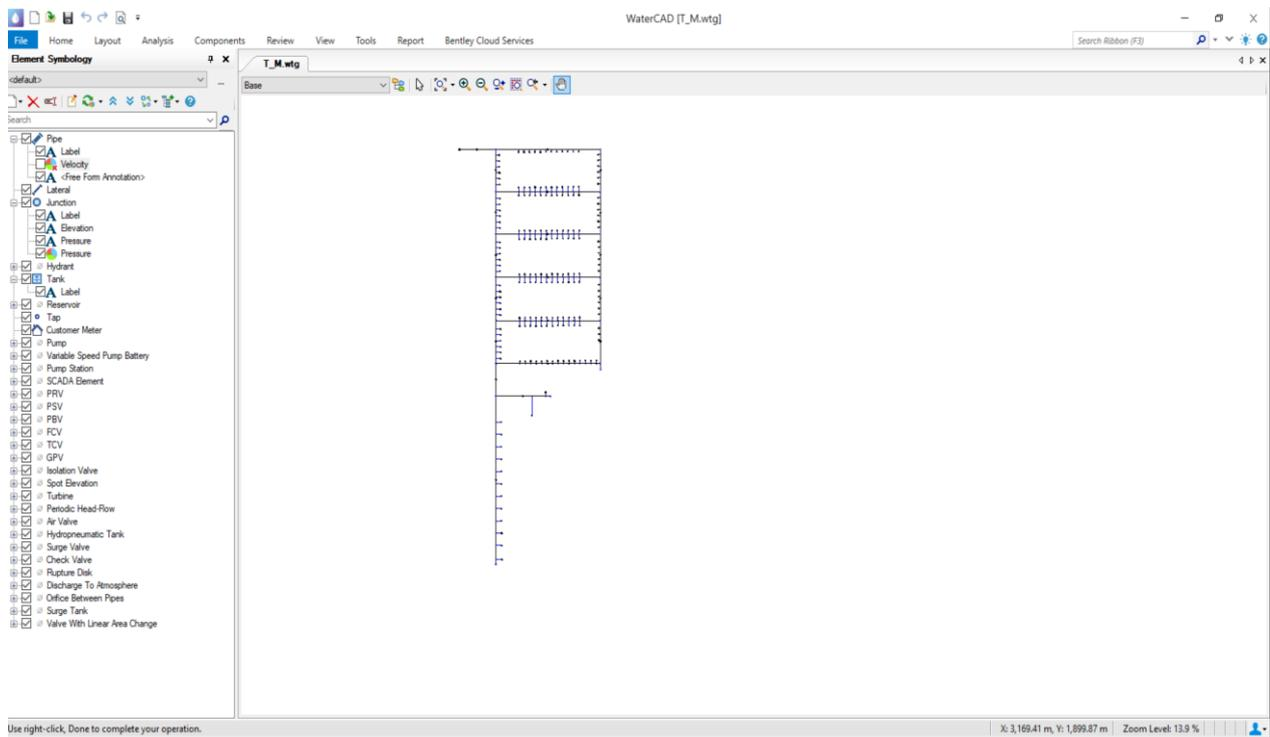 WaterCAD [T_M.wtg]
File Home Layout Analysis Components Review View Tools Report Bentley Cloud Services Search Ribbon (F3)
Element Symbology
T_M.wtg
<default>
Base
Search
Pipe
Label
Velocity
<Free Form Annotation>
Lateral
Junction
Label
Elevation
Pressure
Pressure
Hydrant
Tank
Label
Reservoir
Tap
Customer Meter
Pump
Variable Speed Pump Battery
Pump Station
SCADA Element
PRV
PSV
PBV
FCV
TCV
GPV
Isolation Valve
Spot Elevation
Turbine
Periodic Head-Flow
Air Valve
Hydropneumatic Tank
Surge Valve
Check Valve
Rupture Disk
Discharge To Atmosphere
Orifice Between Pipes
Surge Tank
Valve With Linear Area Change
Use right-click, Done to complete your operation. X: 3,169.41 m, Y: 1,899.87 m Zoom Level: 13.9 %